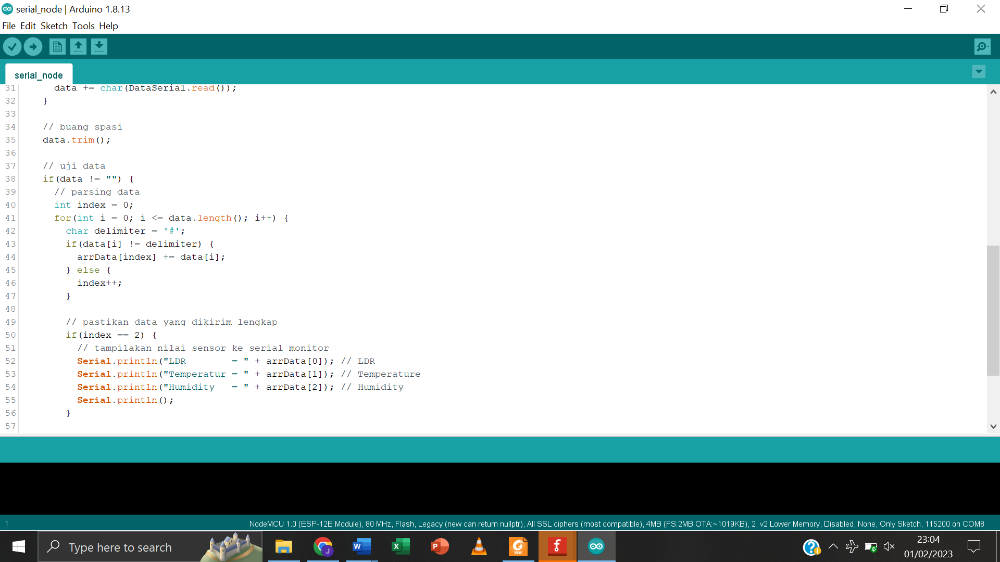 serial_node | Arduino 1.8.13
File Edit Sketch Tools Help
serial_node
31 data += char(DataSerial.read());
32 }
33
34 // buang spasi
35 data.trim();
36
37 // uji data
38 if(data != "") {
39 // parsing data
40 int index = 0;
41 for(int i = 0; i <= data.length(); i++) {
42 char delimiter = '#';
43 if(data[i] != delimiter) {
44 arrData[index] += data[i];
45 } else {
46 index++;
47 }
48
49 // pastikan data yang dikirim lengkap
50 if(index == 2) {
51 // tampilakan nilai sensor ke serial monitor
52 Serial.println("LDR        = " + arrData[0]); // LDR
53 Serial.println("Temperatur = " + arrData[1]); // Temperature
54 Serial.println("Humidity   = " + arrData[2]); // Humidity
55 Serial.println();
56 }
57
1 NodeMCU 1.0 (ESP-12E Module), 80 MHz, Flash, Legacy (new can return nullptr), All SSL ciphers (most compatible), 4MB (FS:2MB OTA:~1019KB), 2, v2 Lower Memory, Disabled, None, Only Sketch, 115200 on COM8
Type here to search
J
W
X
P
PDF
f
23:04
01/02/2023